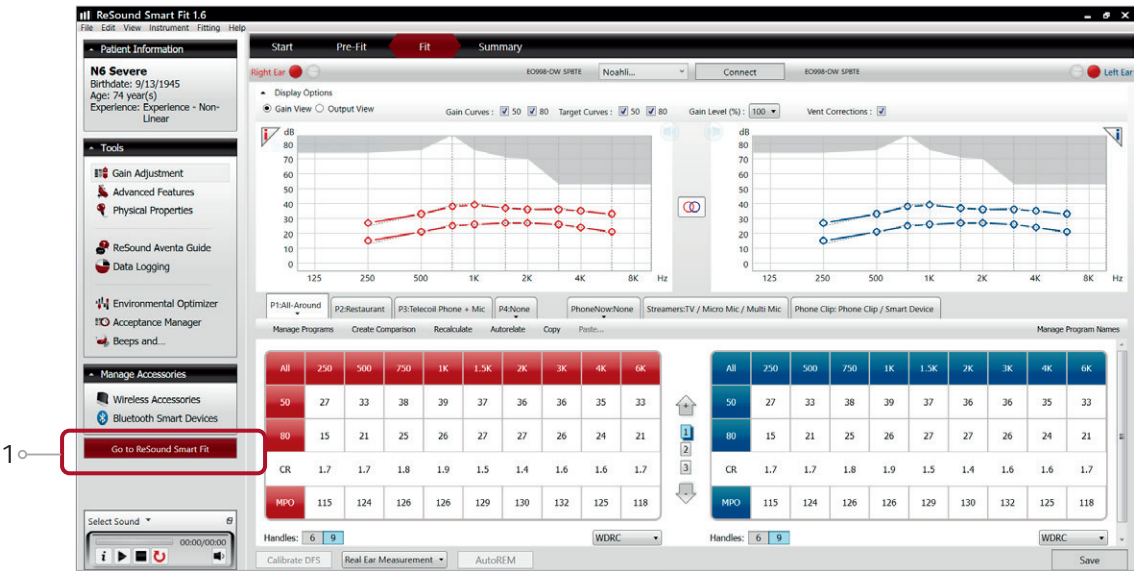 ReSound Smart Fit 1.6
File Edit View Instrument Fitting Help
Patient Information
N6 Severe
Birthdate: 9/13/1945
Age: 74 year(s)
Experience: Experience - Non-
Linear
Tools
Gain Adjustment
Advanced Features
Physical Properties
ReSound Aventa Guide
Data Logging
Environmental Optimizer
Acceptance Manager
Beeps and...
Manage Accessories
Wireless Accessories
Bluetooth Smart Devices
1
Go to ReSound Smart Fit
Select Sound
00:00/00:00
Start Pre-Fit Fit Summary
Right Ear EO998-DW SPBTE Noahli... Connect EO998-DW SPBTE Left Ear
Display Options
Gain View Output View Gain Curves : 50 80 Target Curves : 50 80 Gain Level (%) : 100 Vent Corrections :
dB dB
80 80
70 70
60 60
50 50
40 40
30 30
20 20
10 10
0 0
125 250 500 1K 2K 4K 8K Hz 125 250 500 1K 2K 4K 8K Hz
P1:All-Around P2:Restaurant P3:Telecoil Phone + Mic P4:None PhoneNow:None Streamers:TV / Micro Mic / Multi Mic Phone Clip: Phone Clip / Smart Device
Manage Programs Create Comparison Recalculate Autorelate Copy Paste... Manage Program Names
All 250 500 750 1K 1.5K 2K 3K 4K 6K All 250 500 750 1K 1.5K 2K 3K 4K 6K
50 27 33 38 39 37 36 36 35 33 + 50 27 33 38 39 37 36 36 35 33
80 15 21 25 26 27 27 26 24 21 1 80 15 21 25 26 27 27 26 24 21
2
CR 1.7 1.7 1.8 1.9 1.5 1.4 1.6 1.6 1.7 3 CR 1.7 1.7 1.8 1.9 1.5 1.4 1.6 1.6 1.7
MPO 115 124 126 126 129 130 132 125 118 - MPO 115 124 126 126 129 130 132 125 118
Handles: 6 9 WDRC Handles: 6 9 WDRC
Calibrate DFS Real Ear Measurement AutoREM Save